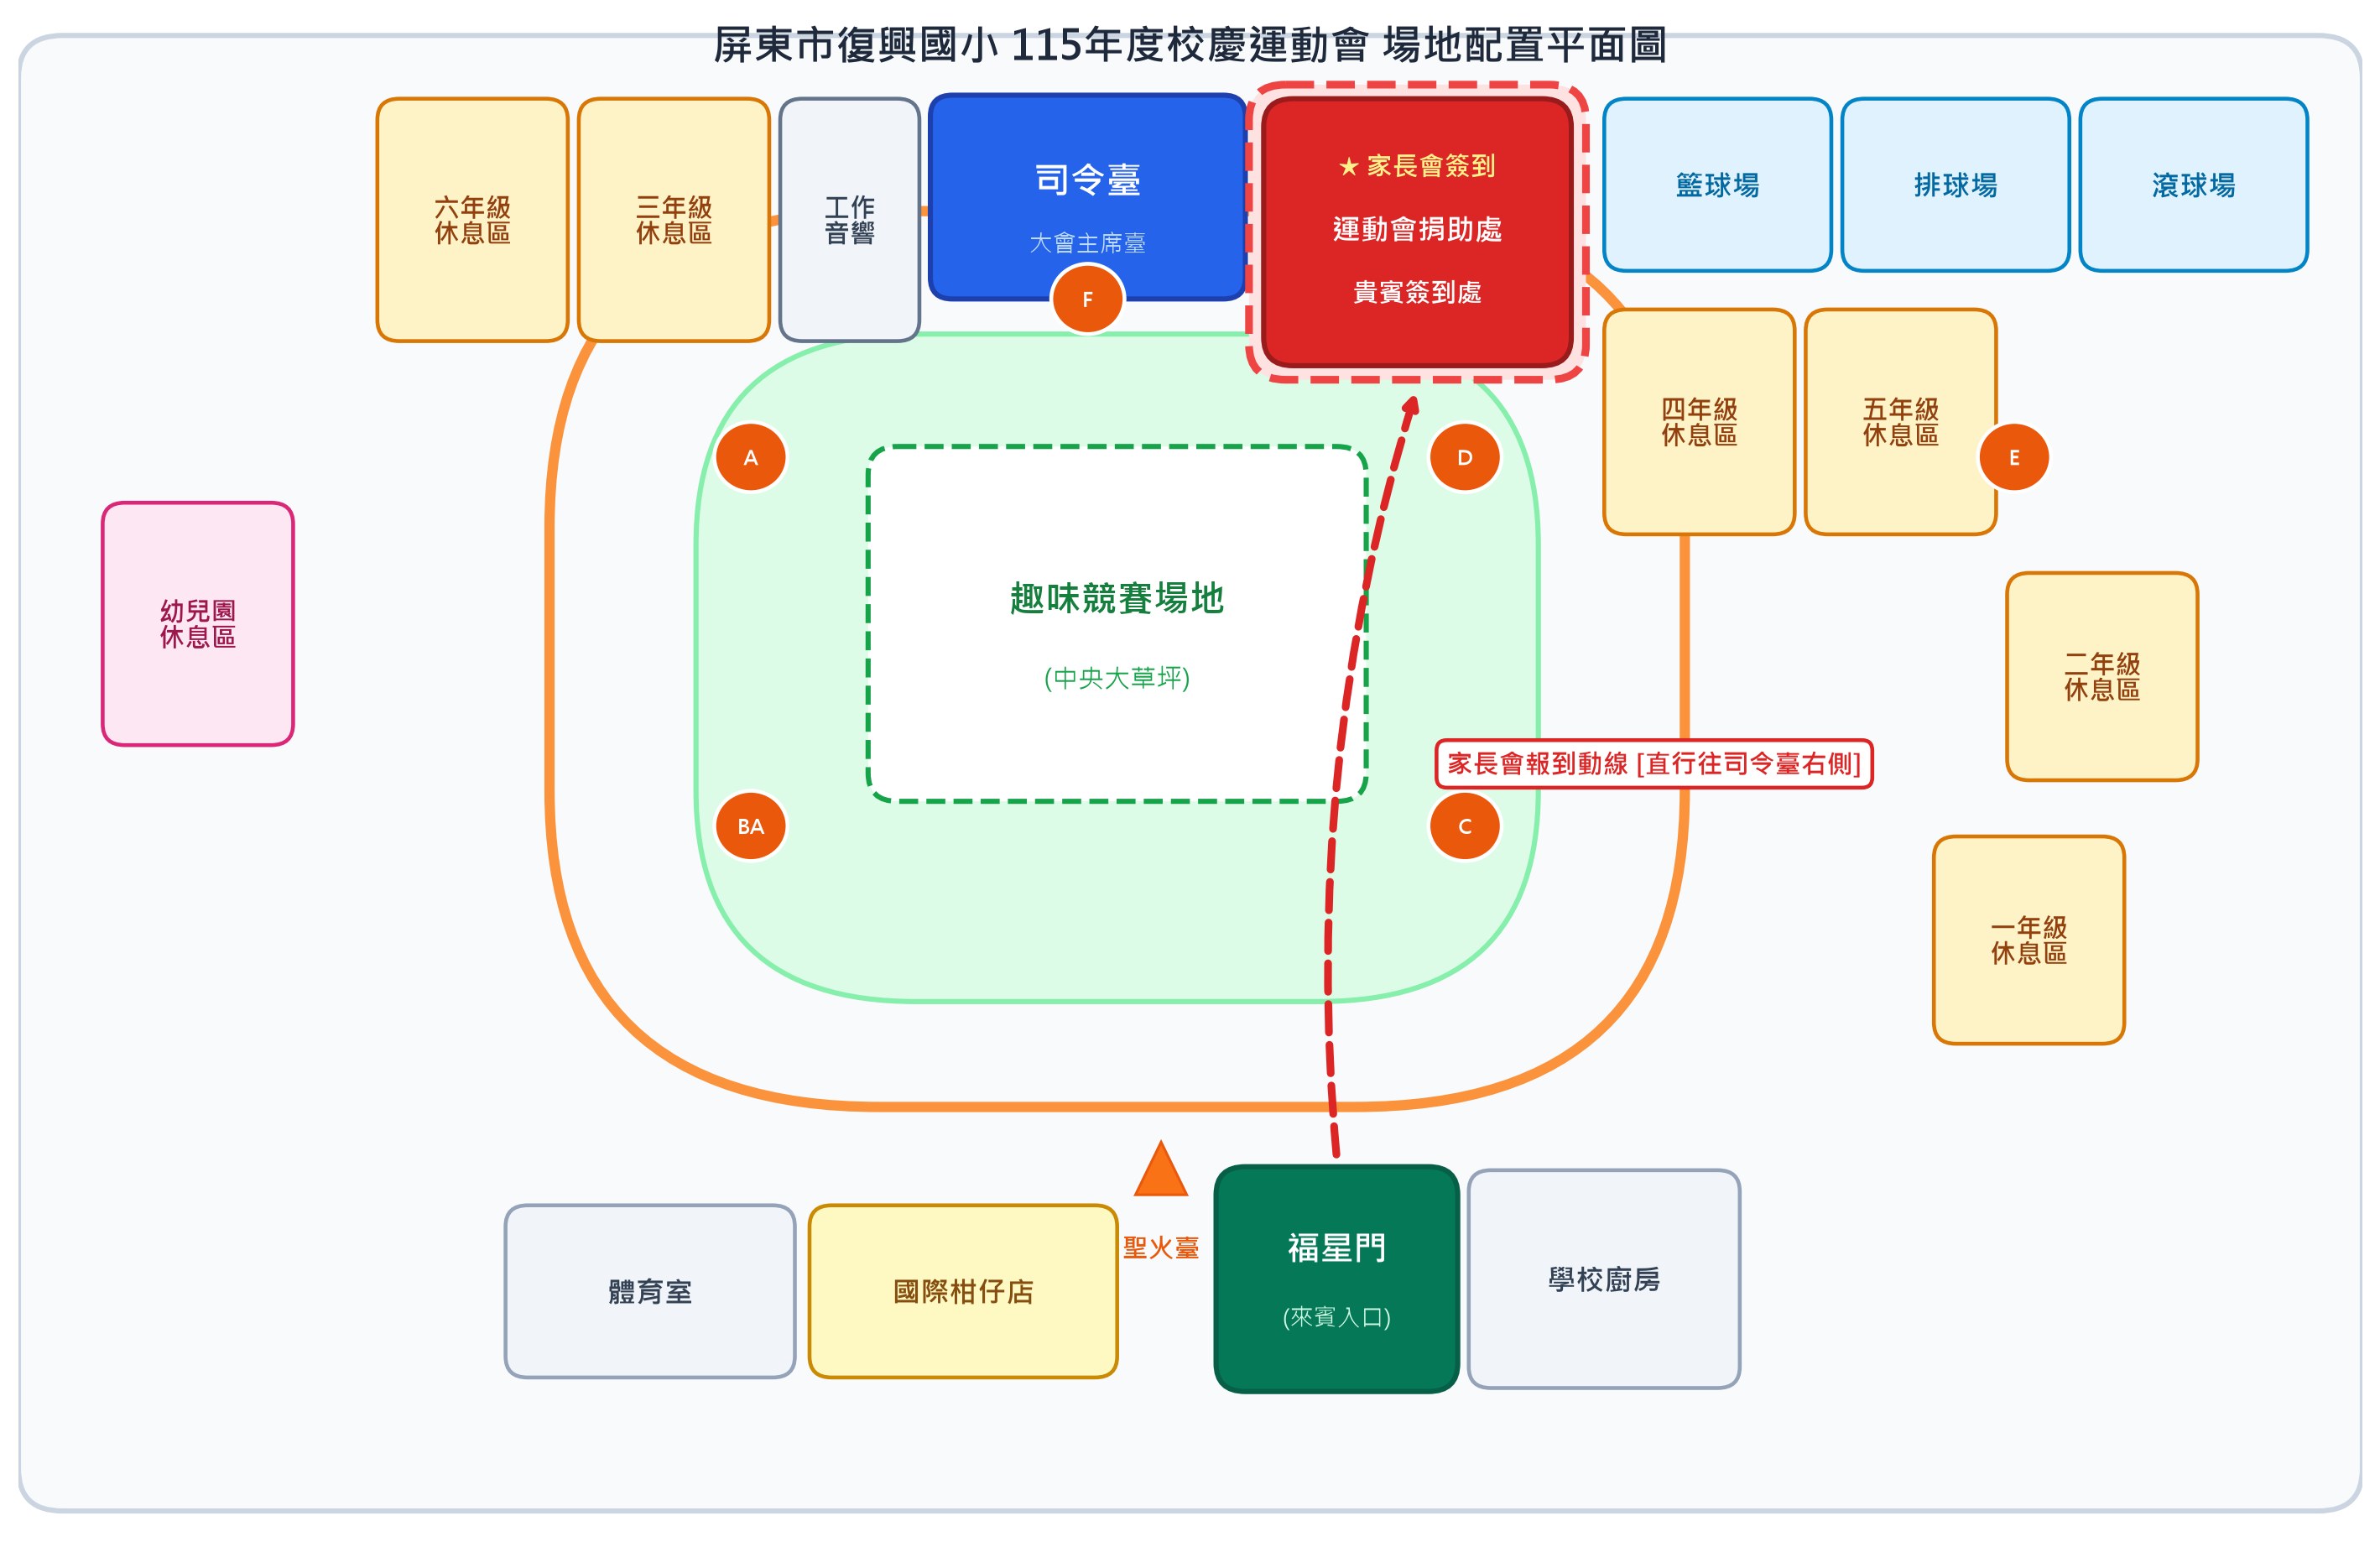 屏東市復興國小 115年度校慶運動會 場地配置平面圖
六年級
休息區
三年級
休息區
工作
音響
司令臺
大會主席臺
F
★ 家長會簽到
運動會捐助處
貴賓簽到處
籃球場
排球場
滾球場
四年級
休息區
五年級
休息區
A
D
E
幼兒園
休息區
趣味競賽場地
(中央大草坪)
二年級
休息區
家長會報到動線 [直行往司令臺右側]
BA
C
一年級
休息區
聖火臺
體育室
國際柑仔店
福星門
(來賓入口)
學校廚房